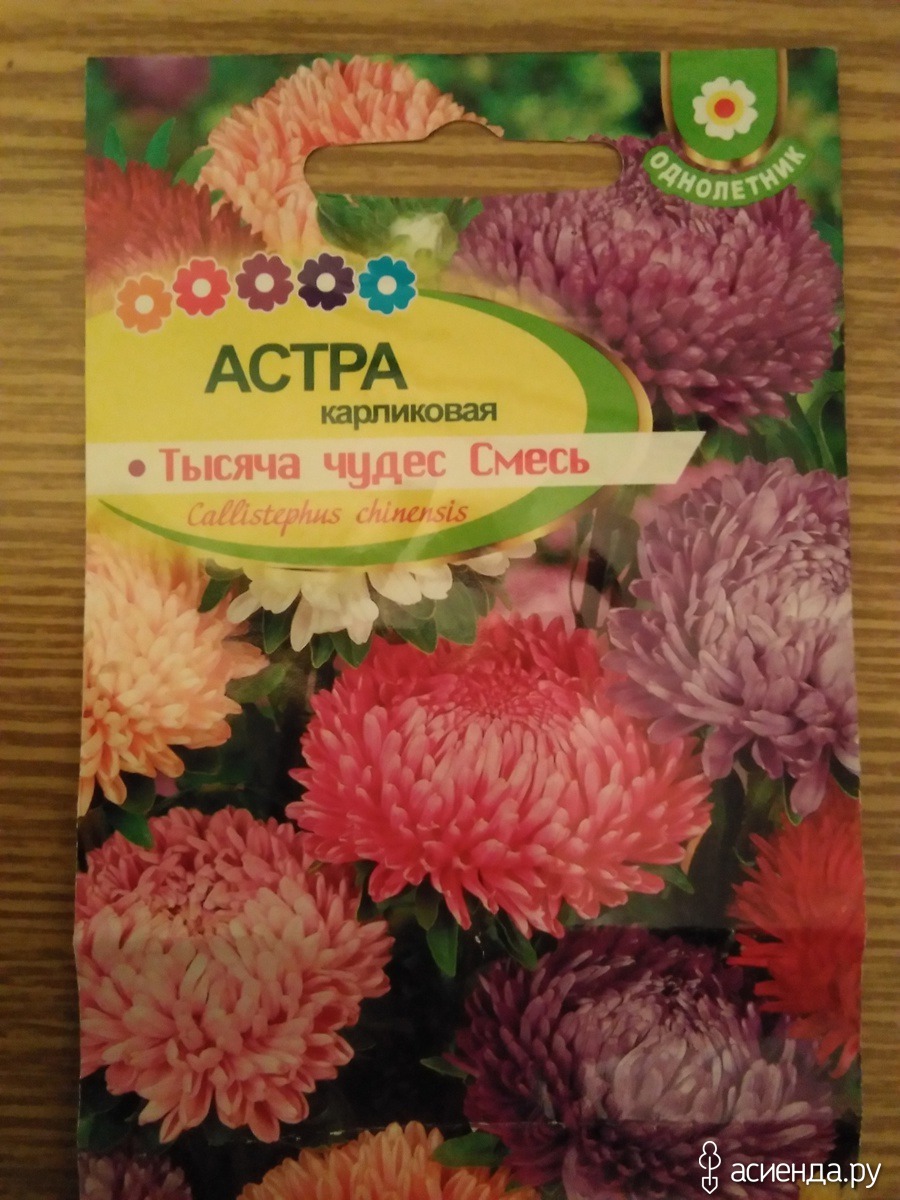 ОДНОЛЕТНИК
АСТРА
карликовая
• Тысяча чудес Смесь
Callistephus chinensis
асиенда.ру